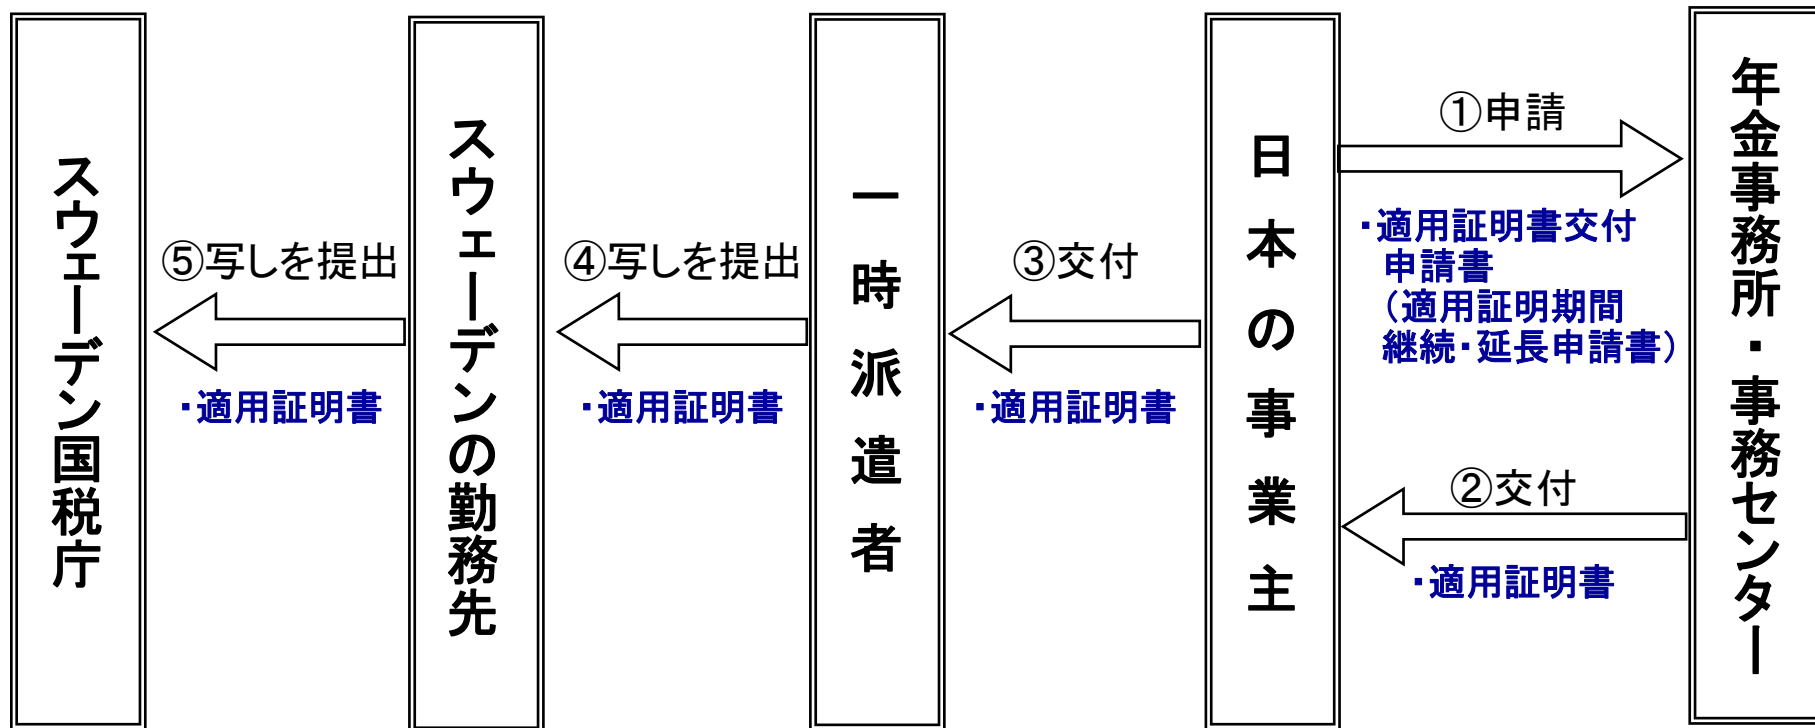 スウェーデン国税庁
⑤写しを提出
・適用証明書
スウェーデンの勤務先
④写しを提出
・適用証明書
一時派遣者
③交付
・適用証明書
日本の事業主
①申請
・適用証明書交付
申請書
（適用証明期間
継続・延長申請書）
②交付
・適用証明書
年金事務所・事務センター